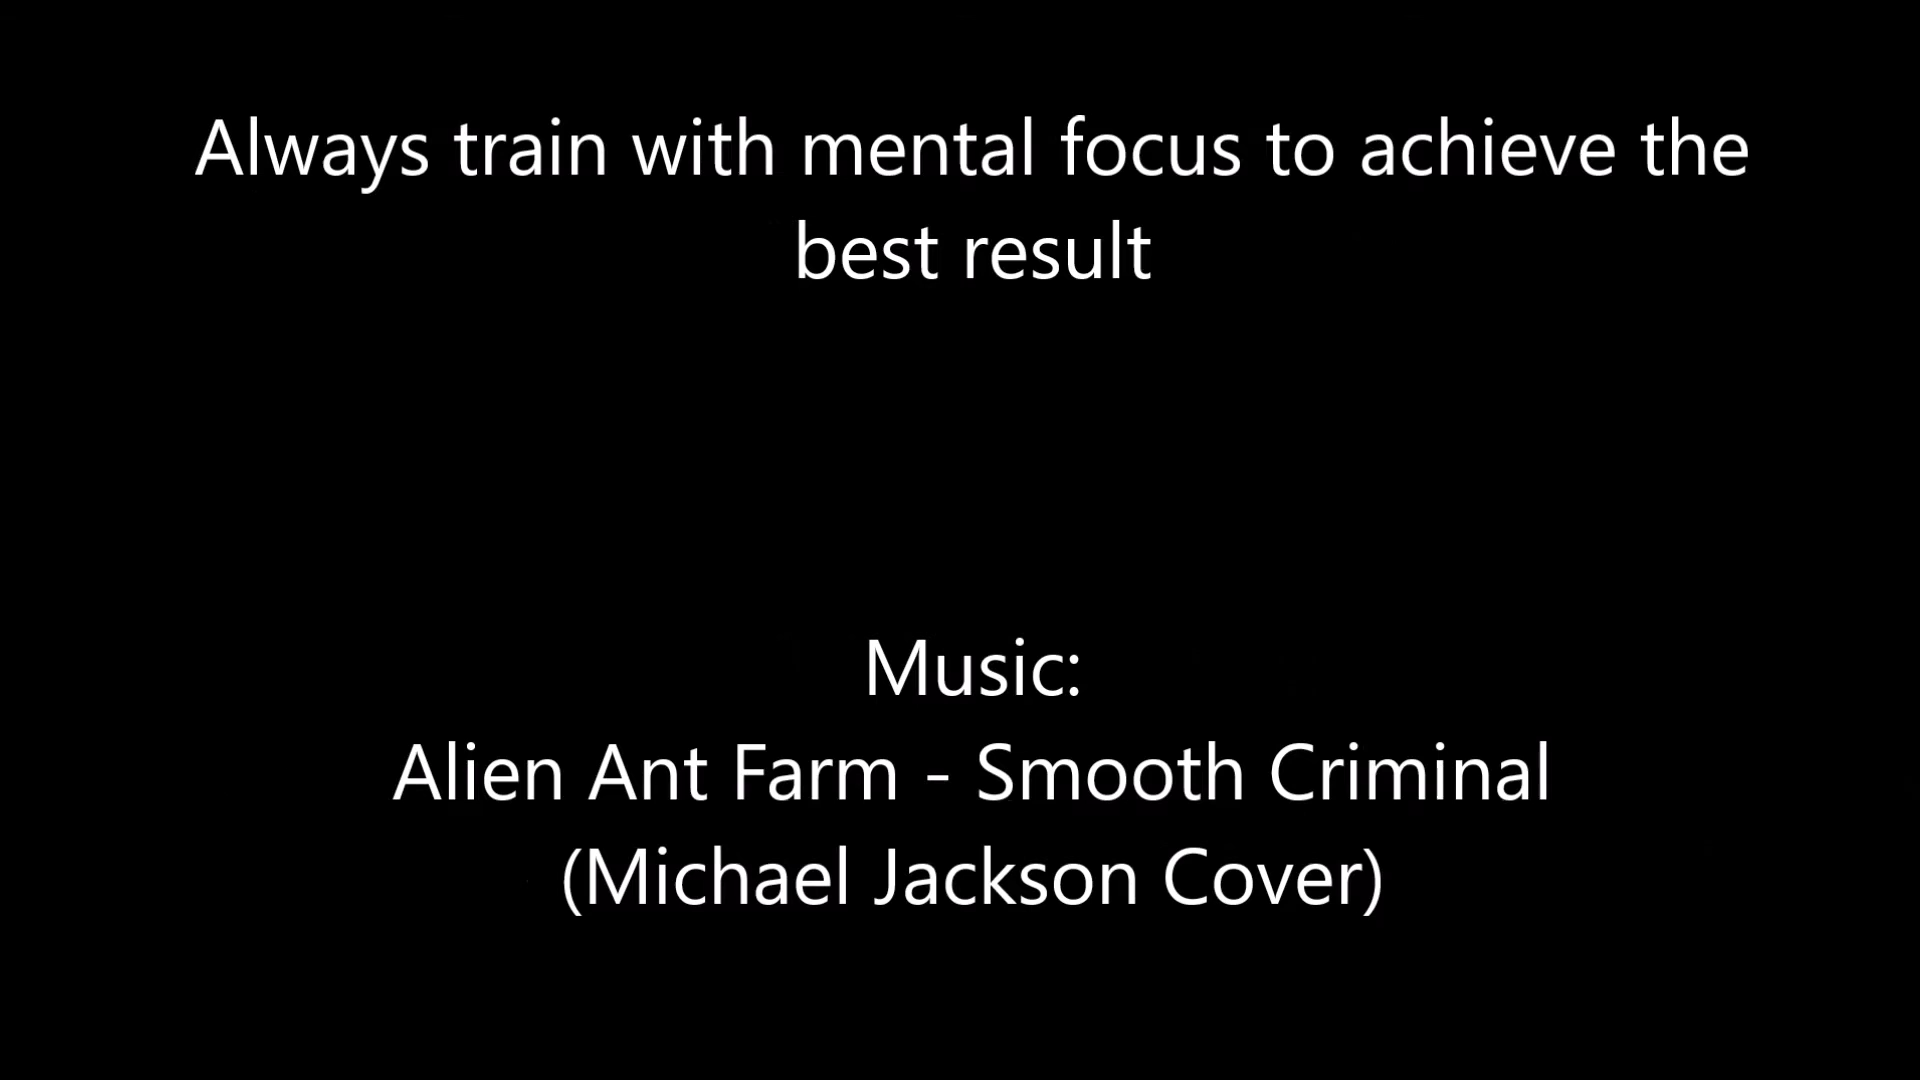 Always train with mental focus to achieve the
best result
Music:
Alien Ant Farm - Smooth Criminal
(Michael Jackson Cover)